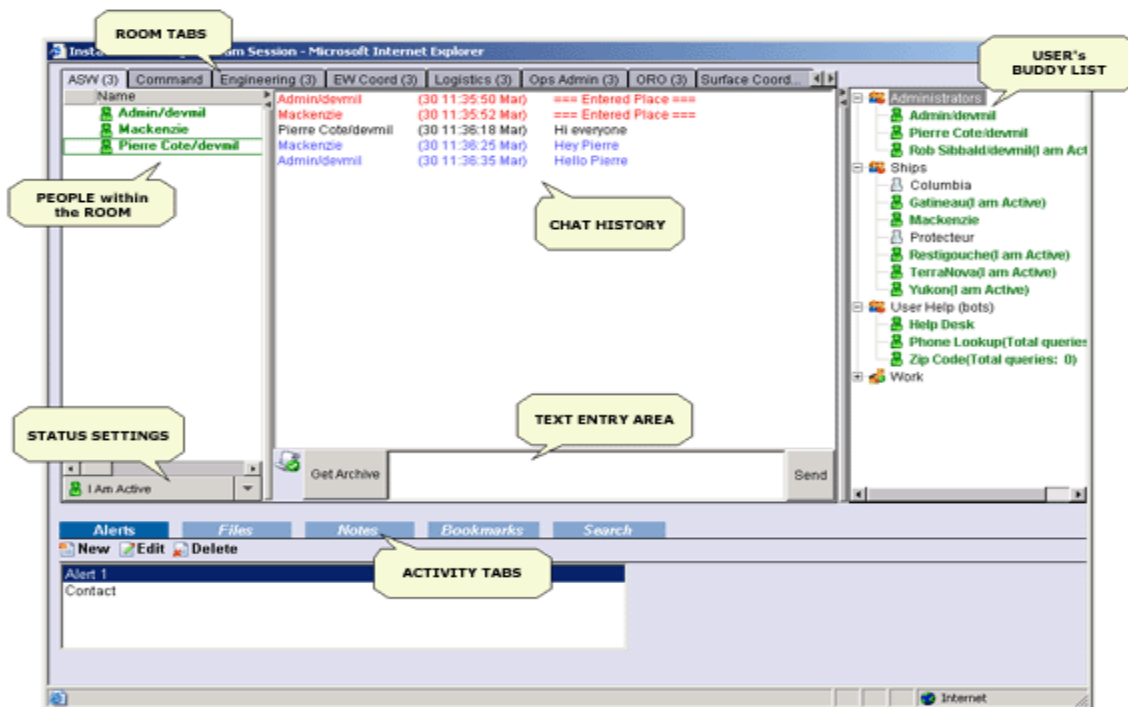 ROOM TABS
USER's
BUDDY LIST
am Session - Microsoft Internet Explorer
ASW (3) Command Engineering (3) EW Coord (3) Logistics (3) Ops Admin (3) ORO (3) Surface Coord...
Name
Admin/devmil
Mackenzie
Pierre Cote/devmil
PEOPLE within
the ROOM
Admin/devmil (30 11:35:50 Mar) === Entered Place ===
Mackenzie (30 11:35:52 Mar) === Entered Place ===
Pierre Cote/devmil (30 11:36:18 Mar) Hi everyone
Mackenzie (30 11:36:25 Mar) Hey Pierre
Admin/devmil (30 11:36:35 Mar) Hello Pierre
CHAT HISTORY
Administrators
Admin/devmil
Pierre Cote/devmil
Rob Sibbald/devmil(I am Act
Ships
Columbia
Gatineau(I am Active)
Mackenzie
Protecteur
Restigouche(I am Active)
TerraNova(I am Active)
Yukon(I am Active)
User Help (bots)
Help Desk
Phone Lookup(Total queries
Zip Code(Total queries: 0)
Work
STATUS SETTINGS
TEXT ENTRY AREA
I Am Active
Get Archive
Send
Alerts Files Notes Bookmarks Search
New Edit Delete
ACTIVITY TABS
Alert 1
Contact
Internet